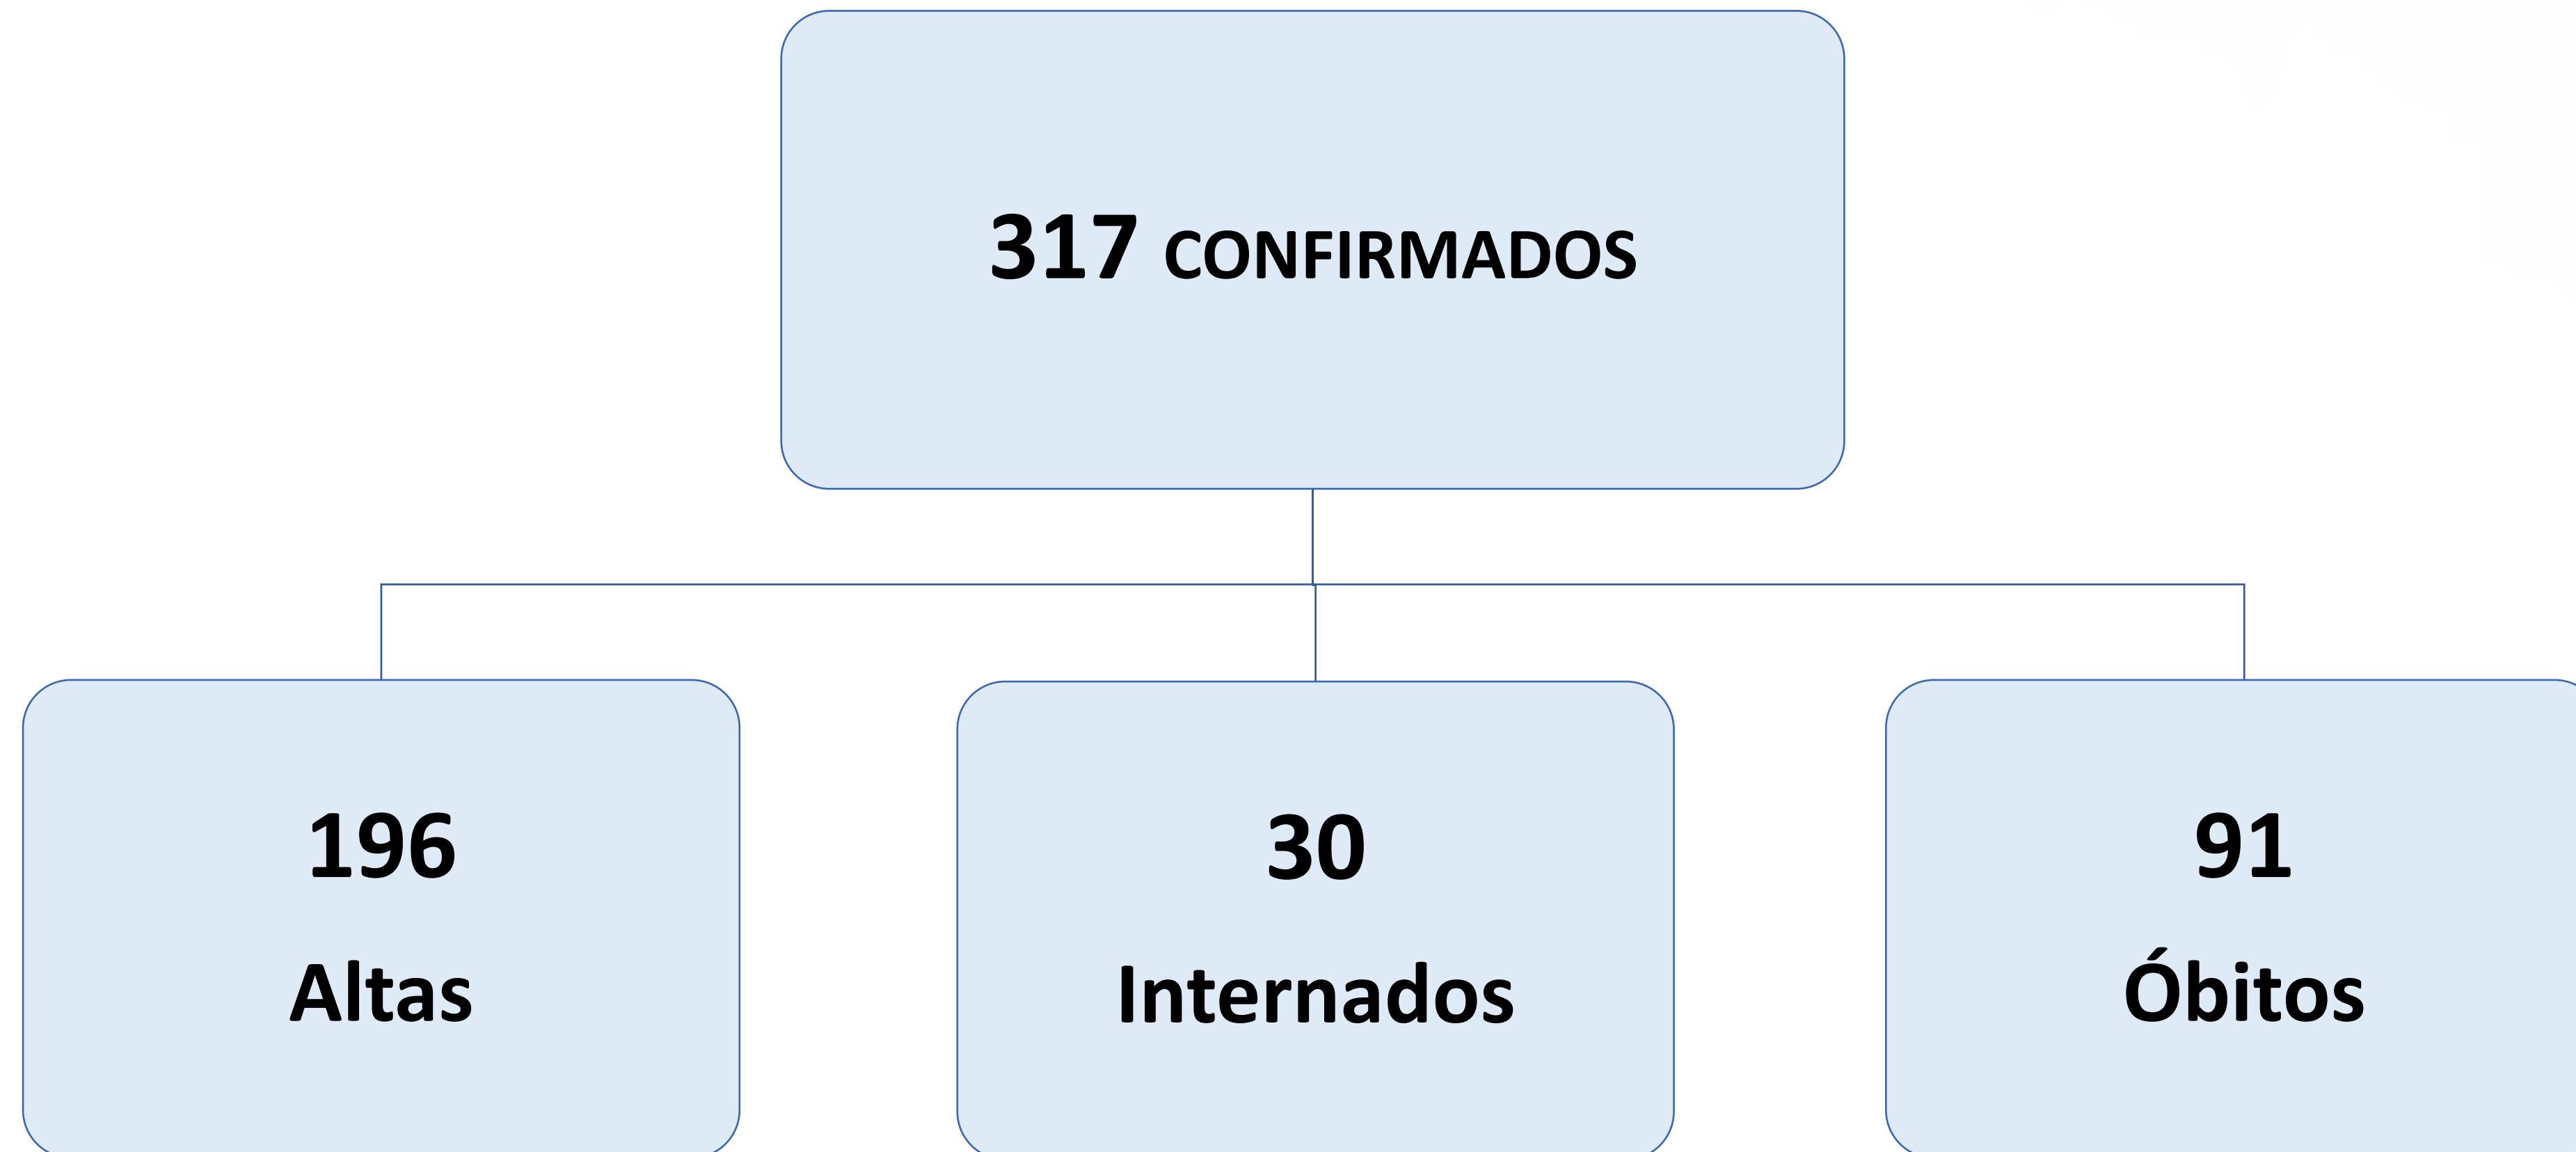 317 CONFIRMADOS
196
Altas
30
Internados
91
Óbitos